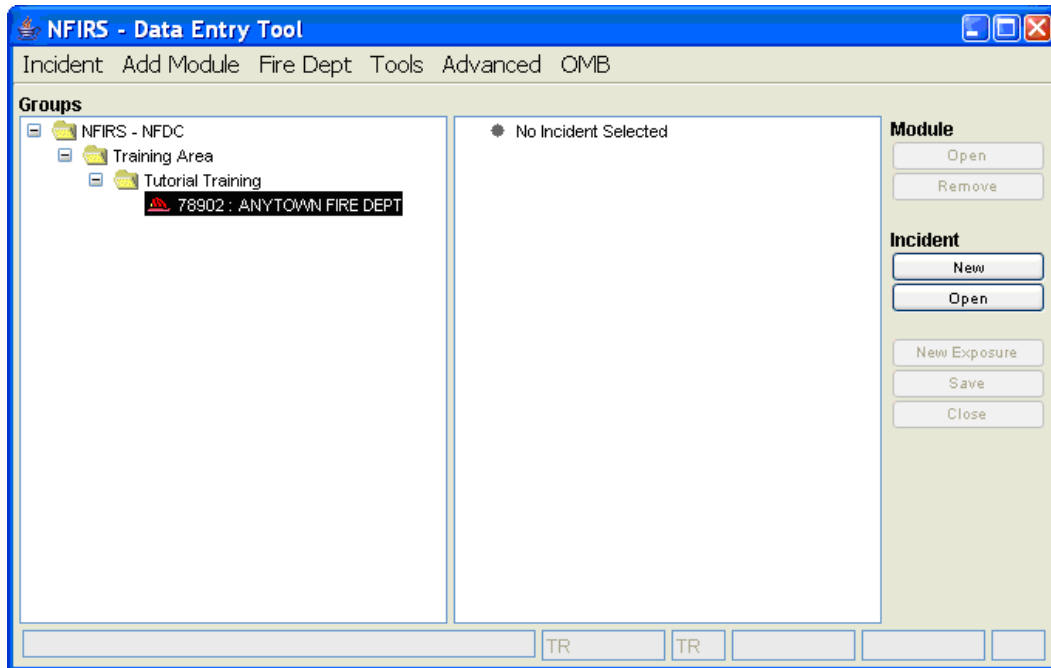 NFIRS - Data Entry Tool
Incident Add Module Fire Dept Tools Advanced OMB
Groups
NFIRS - NFDC
Training Area
Tutorial Training
78902 : ANYTOWN FIRE DEPT
No Incident Selected
Module
Open
Remove
Incident
New
Open
New Exposure
Save
Close
TR TR